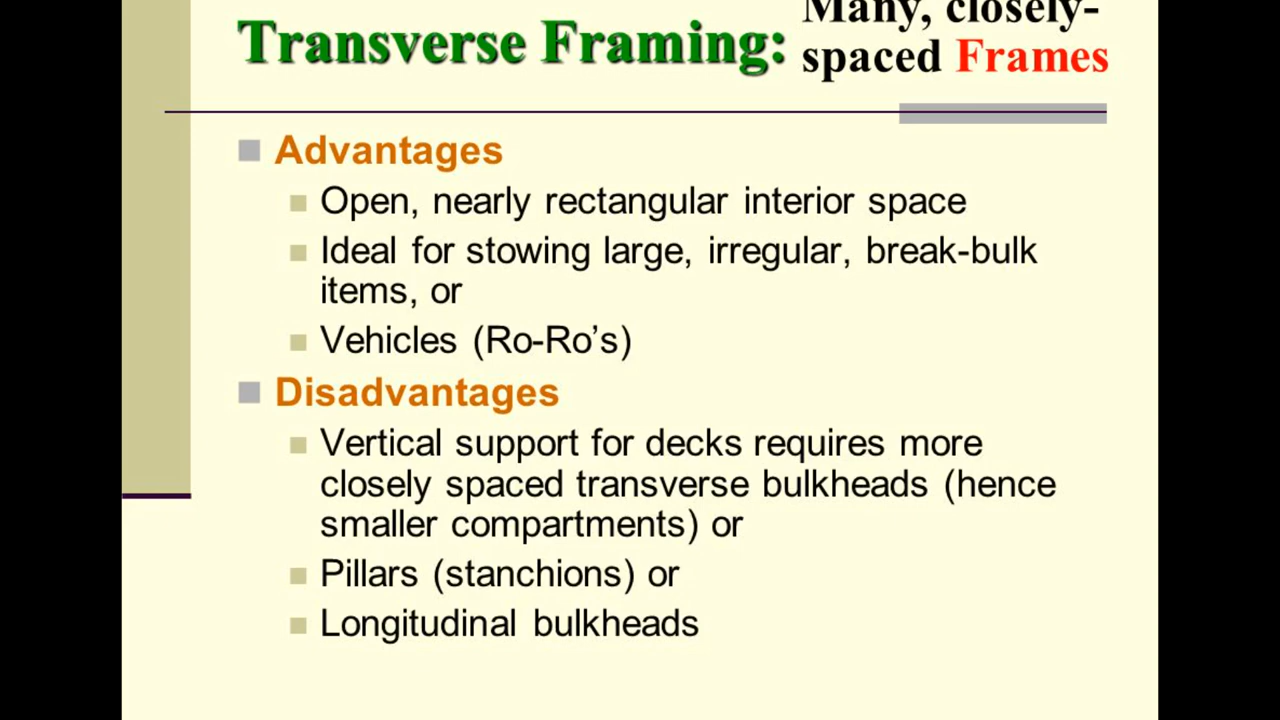 Transverse Framing:
Many, closely-
spaced Frames
Advantages
Open, nearly rectangular interior space
Ideal for stowing large, irregular, break-bulk
items, or
Vehicles (Ro-Ro’s)
Disadvantages
Vertical support for decks requires more
closely spaced transverse bulkheads (hence
smaller compartments) or
Pillars (stanchions) or
Longitudinal bulkheads